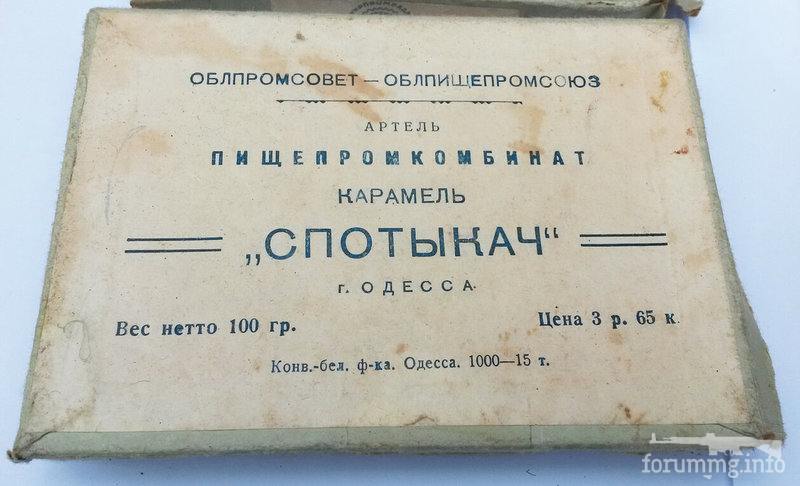 ОБЛПРОМСОВЕТ — ОБЛПИЩЕПРОМСОЮЗ
АРТЕЛЬ
ПИЩЕПРОМКОМБИНАТ
КАРАМЕЛЬ
„СПОТЫКАЧ“
г. ОДЕССА
Вес нетто 100 гр. Цена 3 р. 65 к
Конв.-бел. ф-ка. Одесса. 1000—15 т.
forummg.info